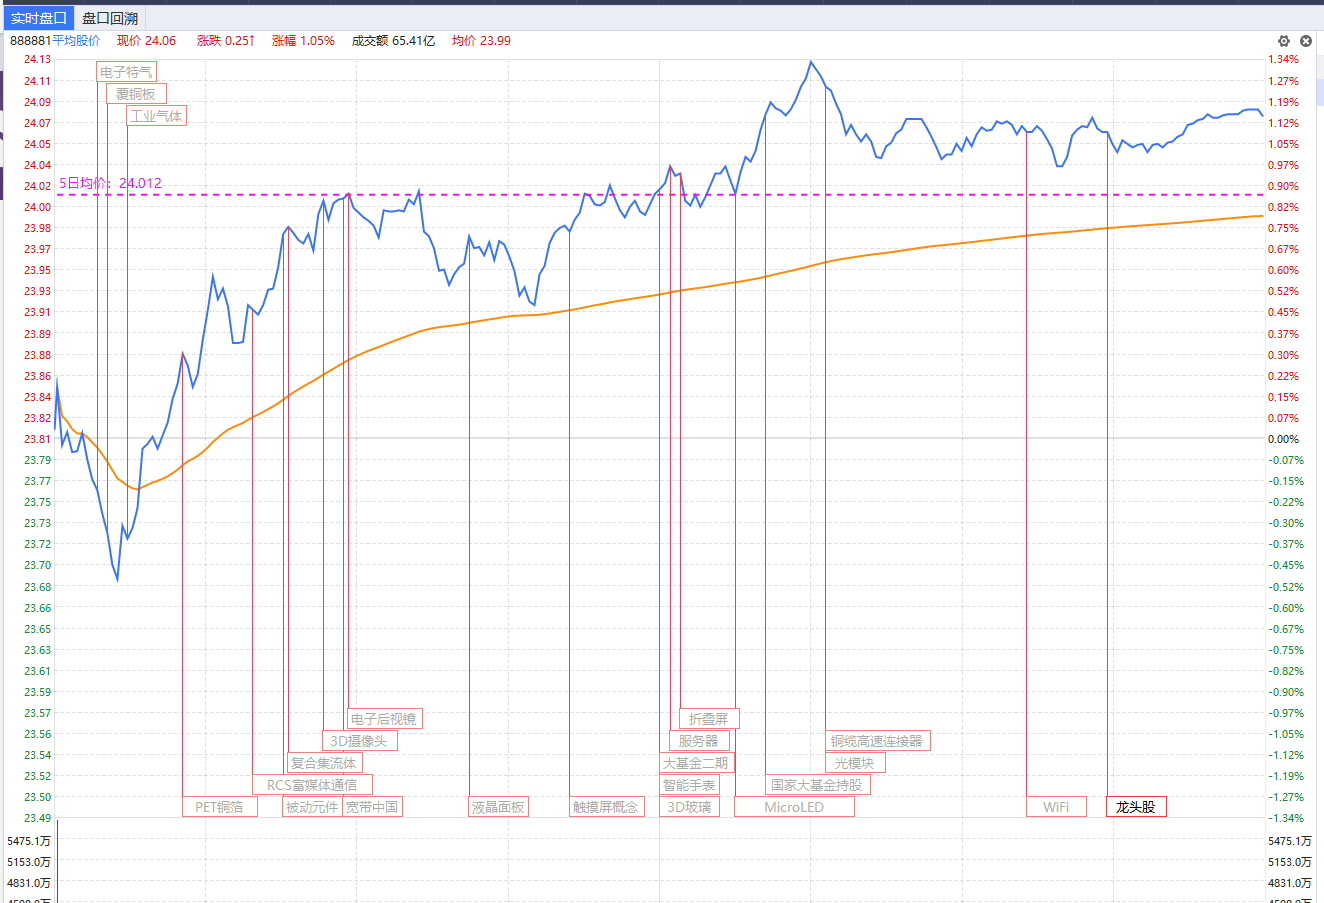 实时盘口 盘口回溯
888881平均股价 现价 24.06 涨跌 0.25↑ 涨幅 1.05% 成交额 65.41亿 均价 23.99
24.13 1.34%
电子特气
24.11 1.27%
覆铜板
24.09 1.19%
工业气体
24.07 1.12%
24.05 1.05%
24.04 0.97%
5日均价: 24.012
24.02 0.90%
24.00 0.82%
23.98 0.75%
23.97 0.67%
23.95 0.60%
23.93 0.52%
23.91 0.45%
23.89 0.37%
23.88 0.30%
23.86 0.22%
23.84 0.15%
23.82 0.07%
23.81 0.00%
23.79 -0.07%
23.77 -0.15%
23.75 -0.22%
23.73 -0.30%
23.72 -0.37%
23.70 -0.45%
23.68 -0.52%
23.66 -0.60%
23.65 -0.67%
23.63 -0.75%
23.61 -0.82%
23.59 -0.90%
23.57 -0.97%
电子后视镜 折叠屏
23.56 -1.05%
3D摄像头 服务器 铜缆高速连接器
23.54 -1.12%
复合集流体 大基金二期 光模块
23.52 -1.19%
RCS富媒体通信 智能手表 国家大基金持股
23.50 -1.27%
PET铜箔 被动元件 宽带中国 液晶面板 触摸屏概念 3D玻璃 MicroLED WiFi 龙头股
23.49 -1.34%
5475.1万 5475.1万
5153.0万 5153.0万
4831.0万 4831.0万